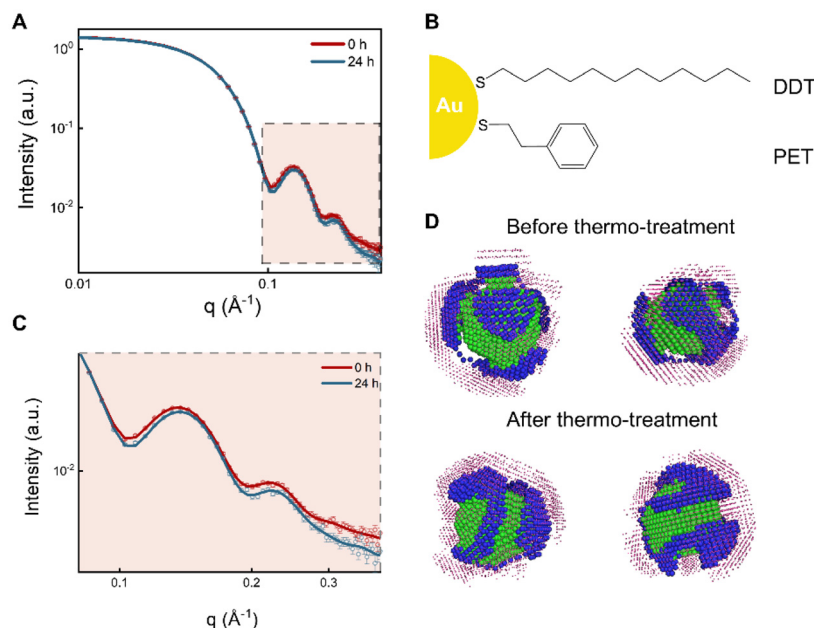 A
Intensity (a.u.)
10⁰
10⁻¹
10⁻²
0 h
24 h
0.01
0.1
q (Å⁻¹)
B
Au
S
S
DDT
PET
C
Intensity (a.u.)
10⁻²
0 h
24 h
0.1
0.2
0.3
q (Å⁻¹)
D
Before thermo-treatment
After thermo-treatment